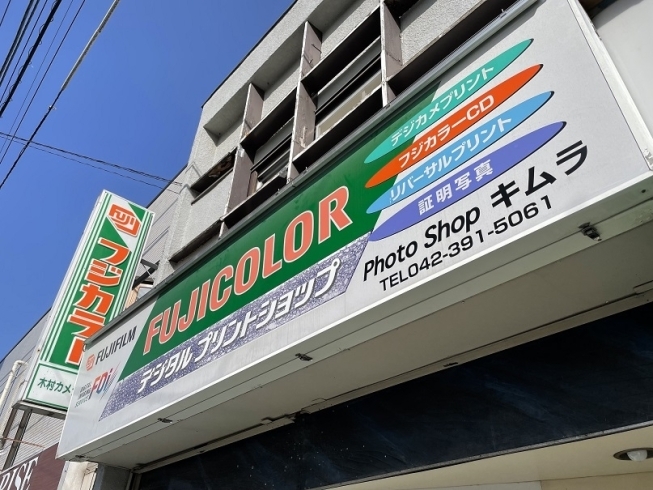 フジカラー
木村カメ
FUJIFILM
FDi
FUJICOLOR
デジタルプリントショップ
デジカメプリント
フジカラーCD
リバーサルプリント
証明写真
Photo Shop キムラ
TEL042-391-5061
RISE